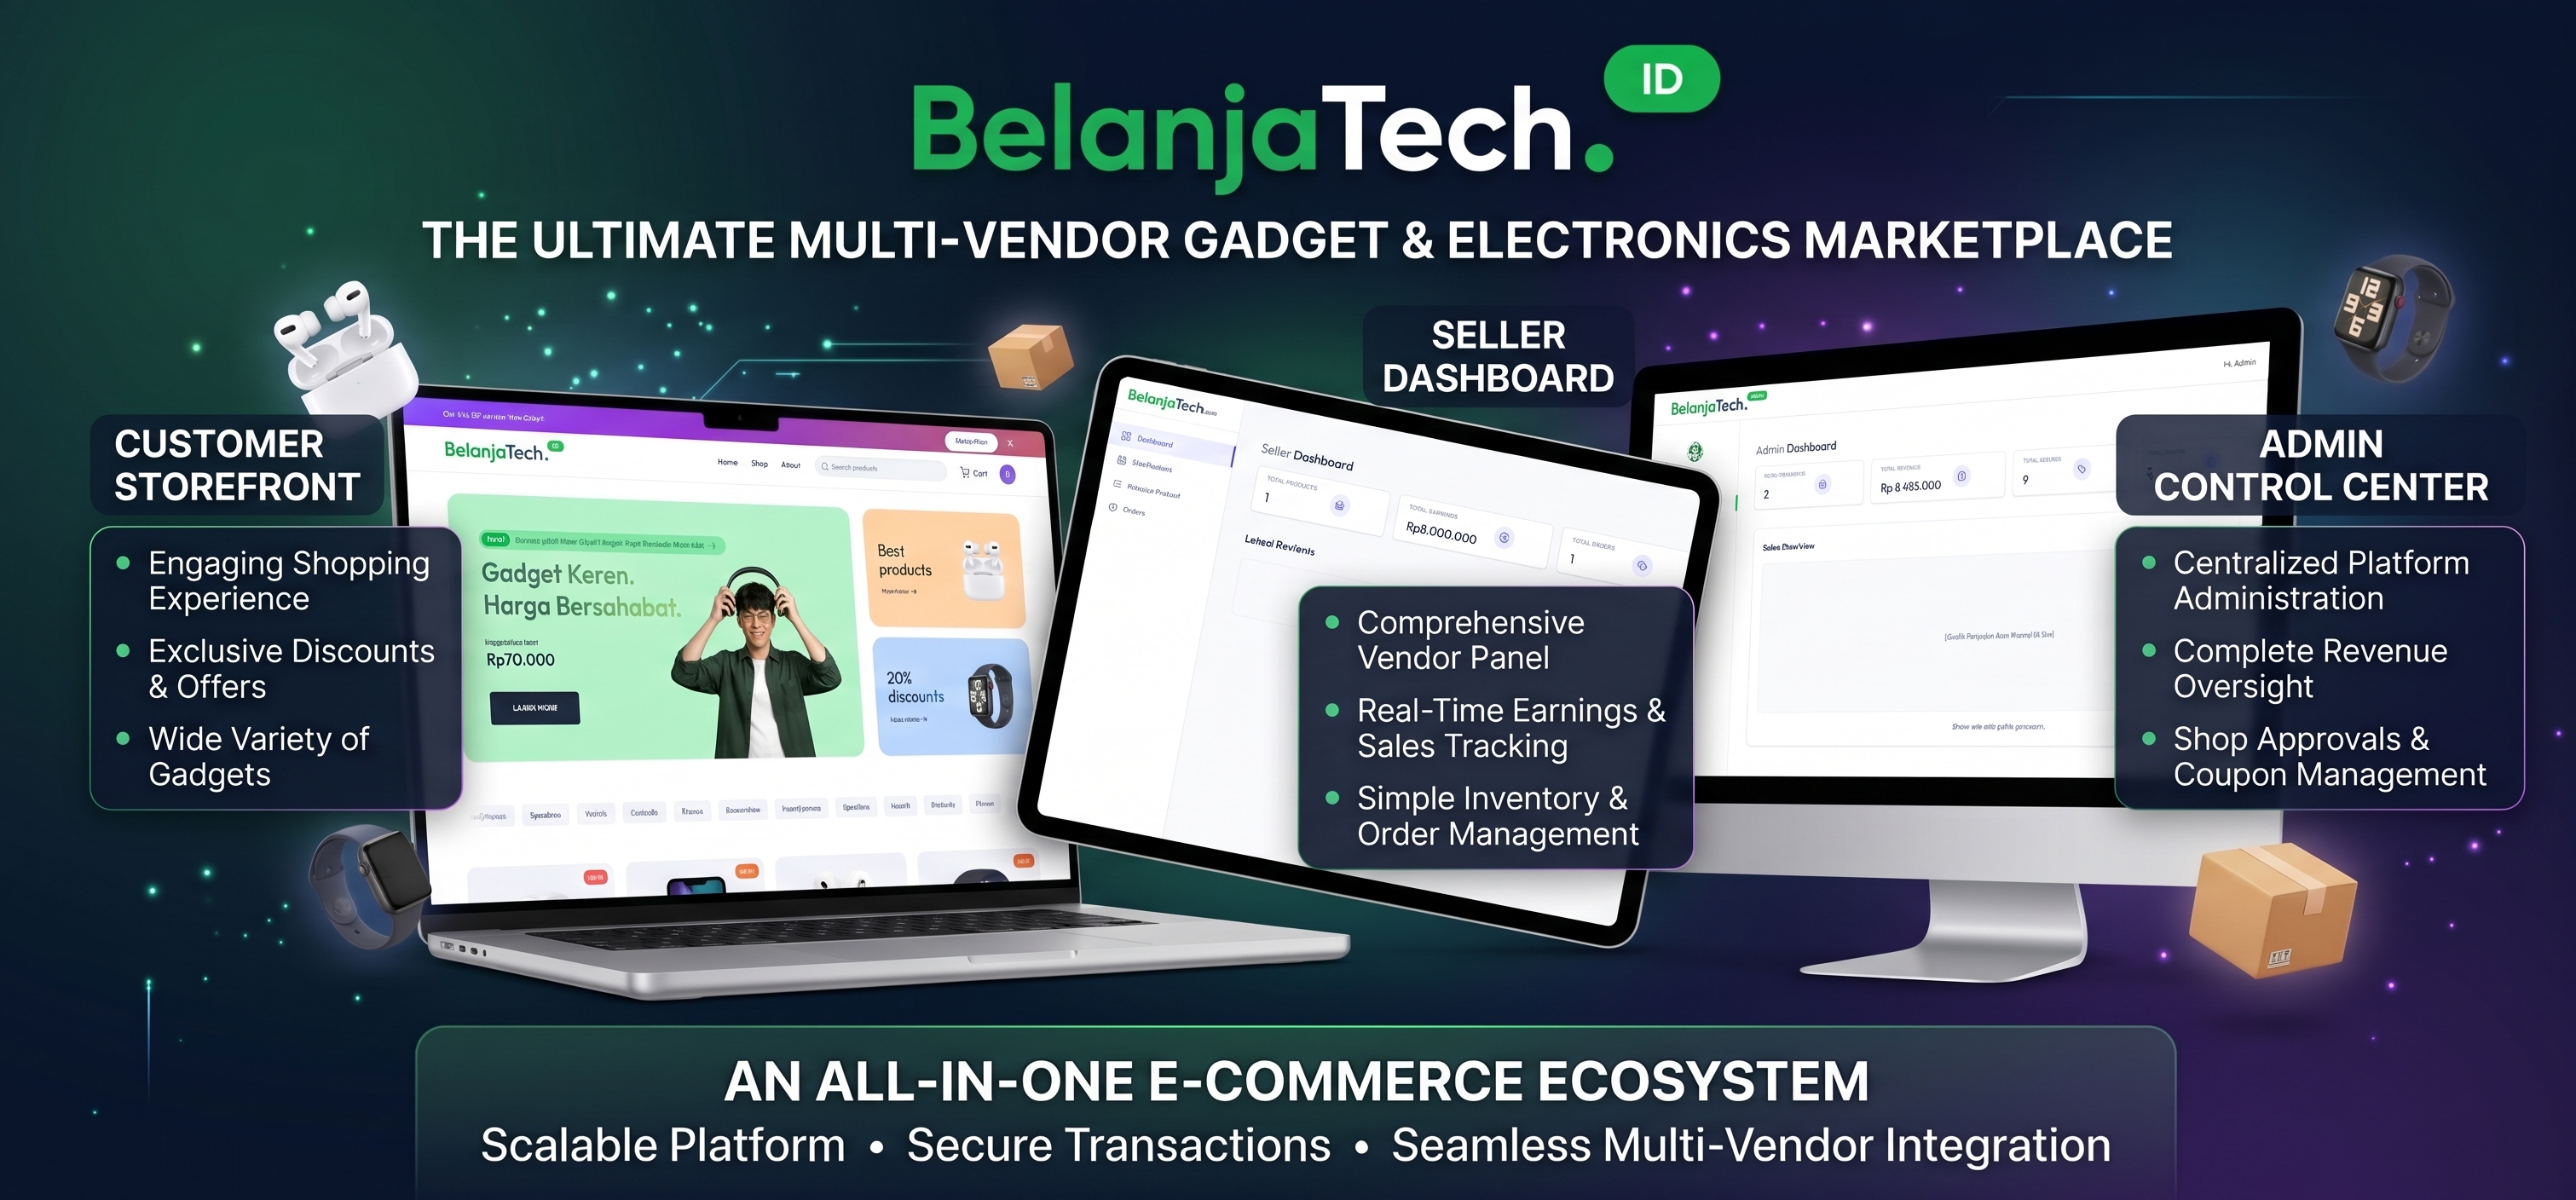 BelanjaTech.
ID
THE ULTIMATE MULTI-VENDOR GADGET & ELECTRONICS MARKETPLACE
CUSTOMER
STOREFRONT
Engaging Shopping
Experience
Exclusive Discounts
& Offers
Wide Variety of
Gadgets
BelanjaTech.
Home Shop About
Search products
Cart
Gadget Keren.
Harga Bersahabat.
Rp70.000
Best
products
20%
discounts
SELLER
DASHBOARD
BelanjaTech.
Dashboard
Orders
Seller Dashboard
TOTAL PRODUCTS
1
TOTAL EARNINGS
Rp8.000.000
TOTAL ORDERS
1
Comprehensive
Vendor Panel
Real-Time Earnings &
Sales Tracking
Simple Inventory &
Order Management
BelanjaTech.
Hi, Admin
Admin Dashboard
2
TOTAL REVENUE
Rp 8 485.000
9
Sales
ADMIN
CONTROL CENTER
Centralized Platform
Administration
Complete Revenue
Oversight
Shop Approvals &
Coupon Management
AN ALL-IN-ONE E-COMMERCE ECOSYSTEM
Scalable Platform • Secure Transactions • Seamless Multi-Vendor Integration